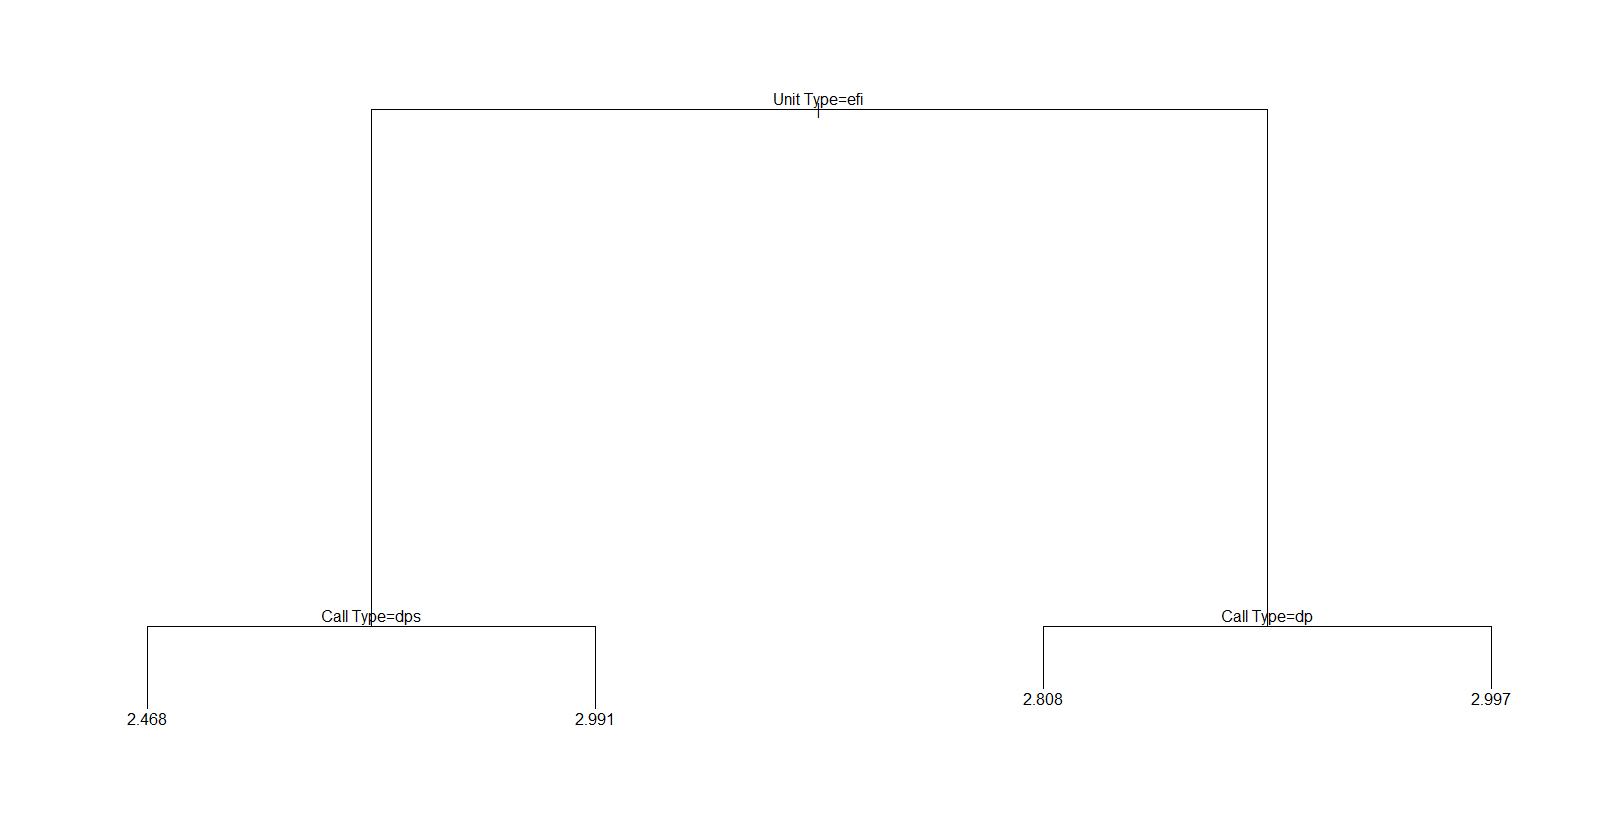 Unit Type=efi
Call Type=dps
Call Type=dp
2.468
2.991
2.808
2.997